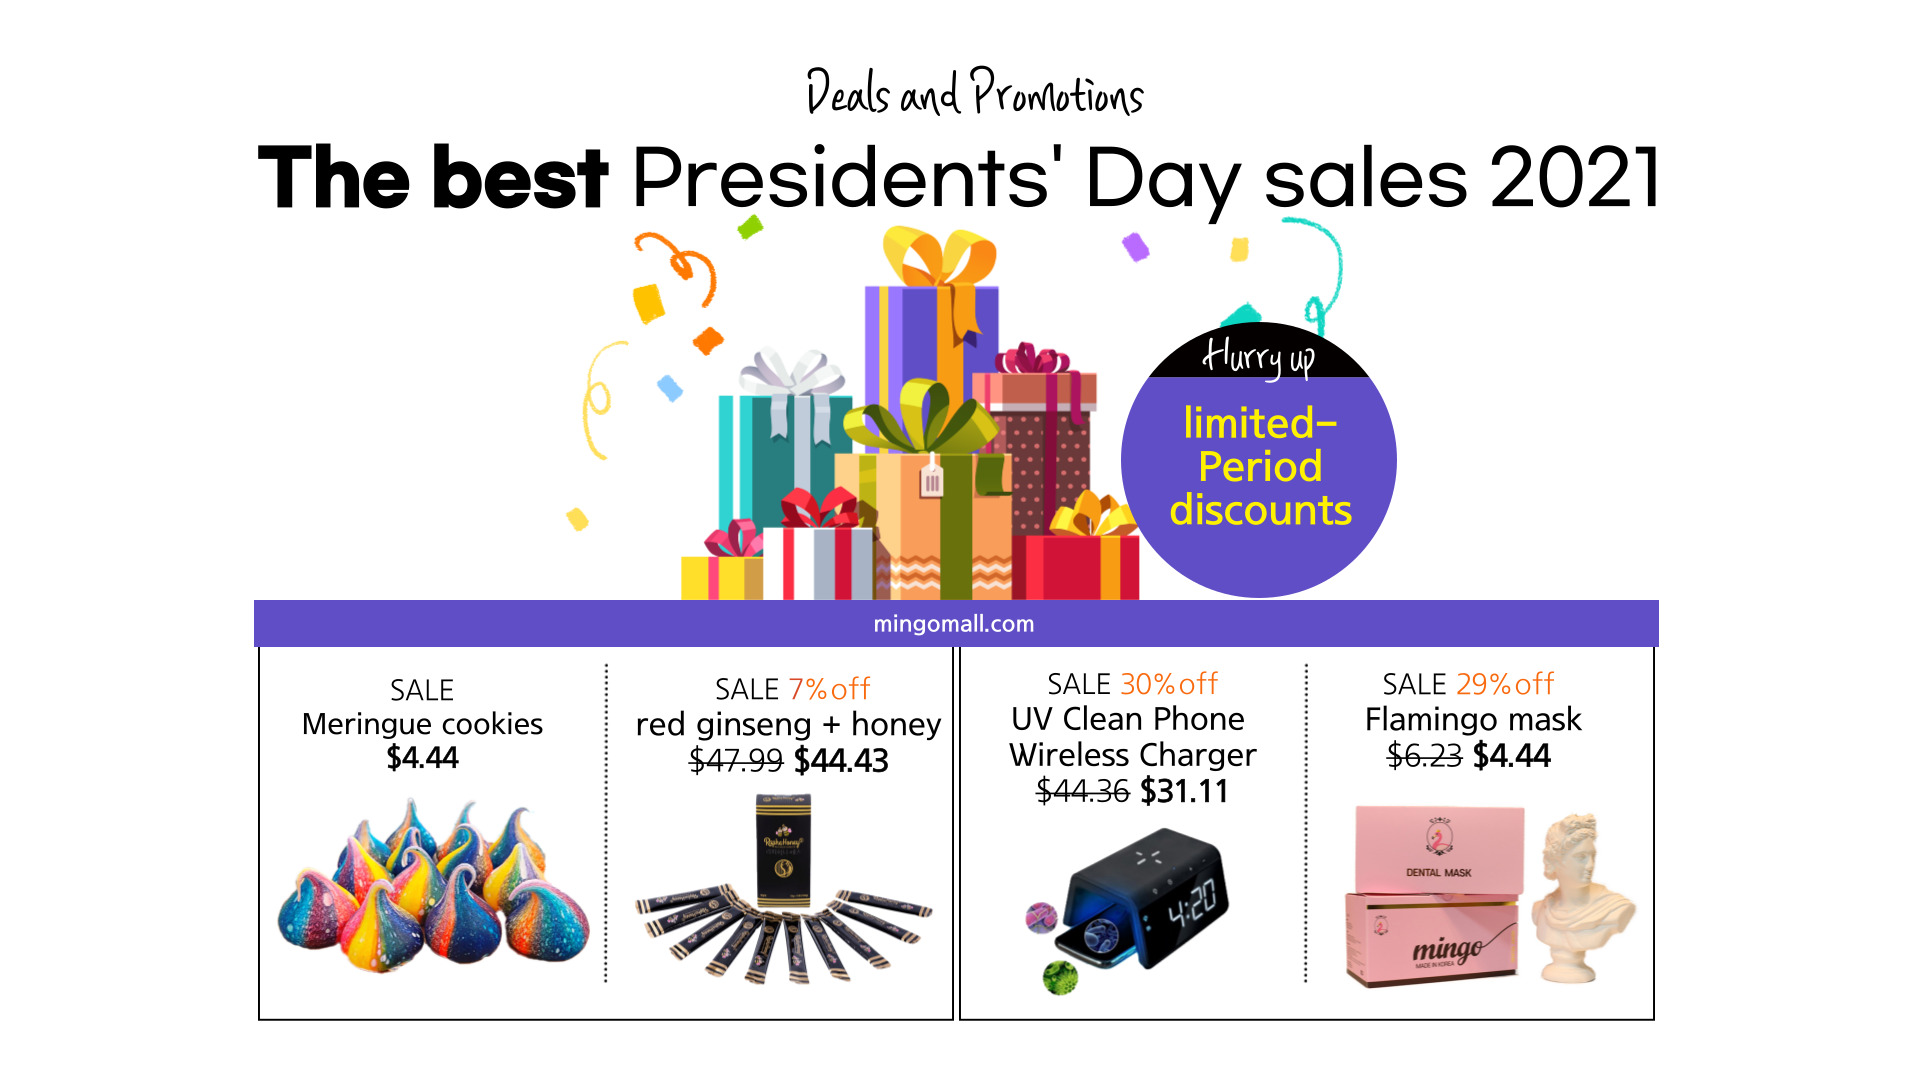 Deals and Promotions
The best Presidents' Day sales 2021
Hurry up
limited-
Period
discounts
mingomall.com
SALE
Meringue cookies
$4.44
SALE 7%off
red ginseng + honey
$47.99 $44.43
SALE 30%off
UV Clean Phone
Wireless Charger
$44.36 $31.11
4:20
SALE 29%off
Flamingo mask
$6.23 $4.44
DENTAL MASK
mingo
MADE IN KOREA